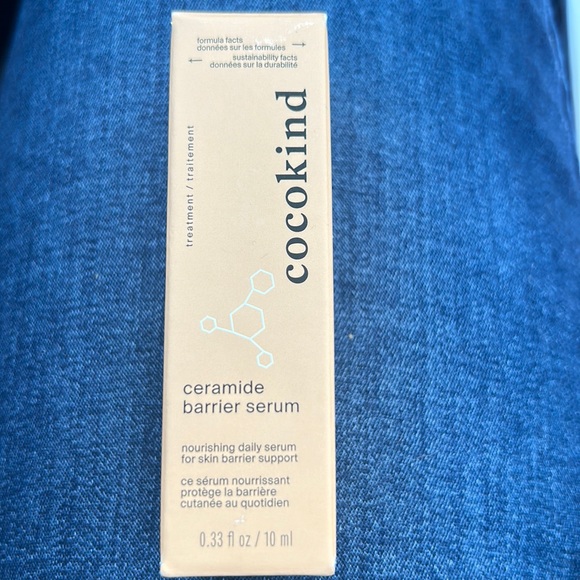 formula facts
données sur les formules
sustainability facts
données sur la durabilité
treatment / traitement
cocokind
ceramide
barrier serum
nourishing daily serum
for skin barrier support
ce sérum nourrissant
protège la barrière
cutanée au quotidien
0.33 fl oz / 10 ml